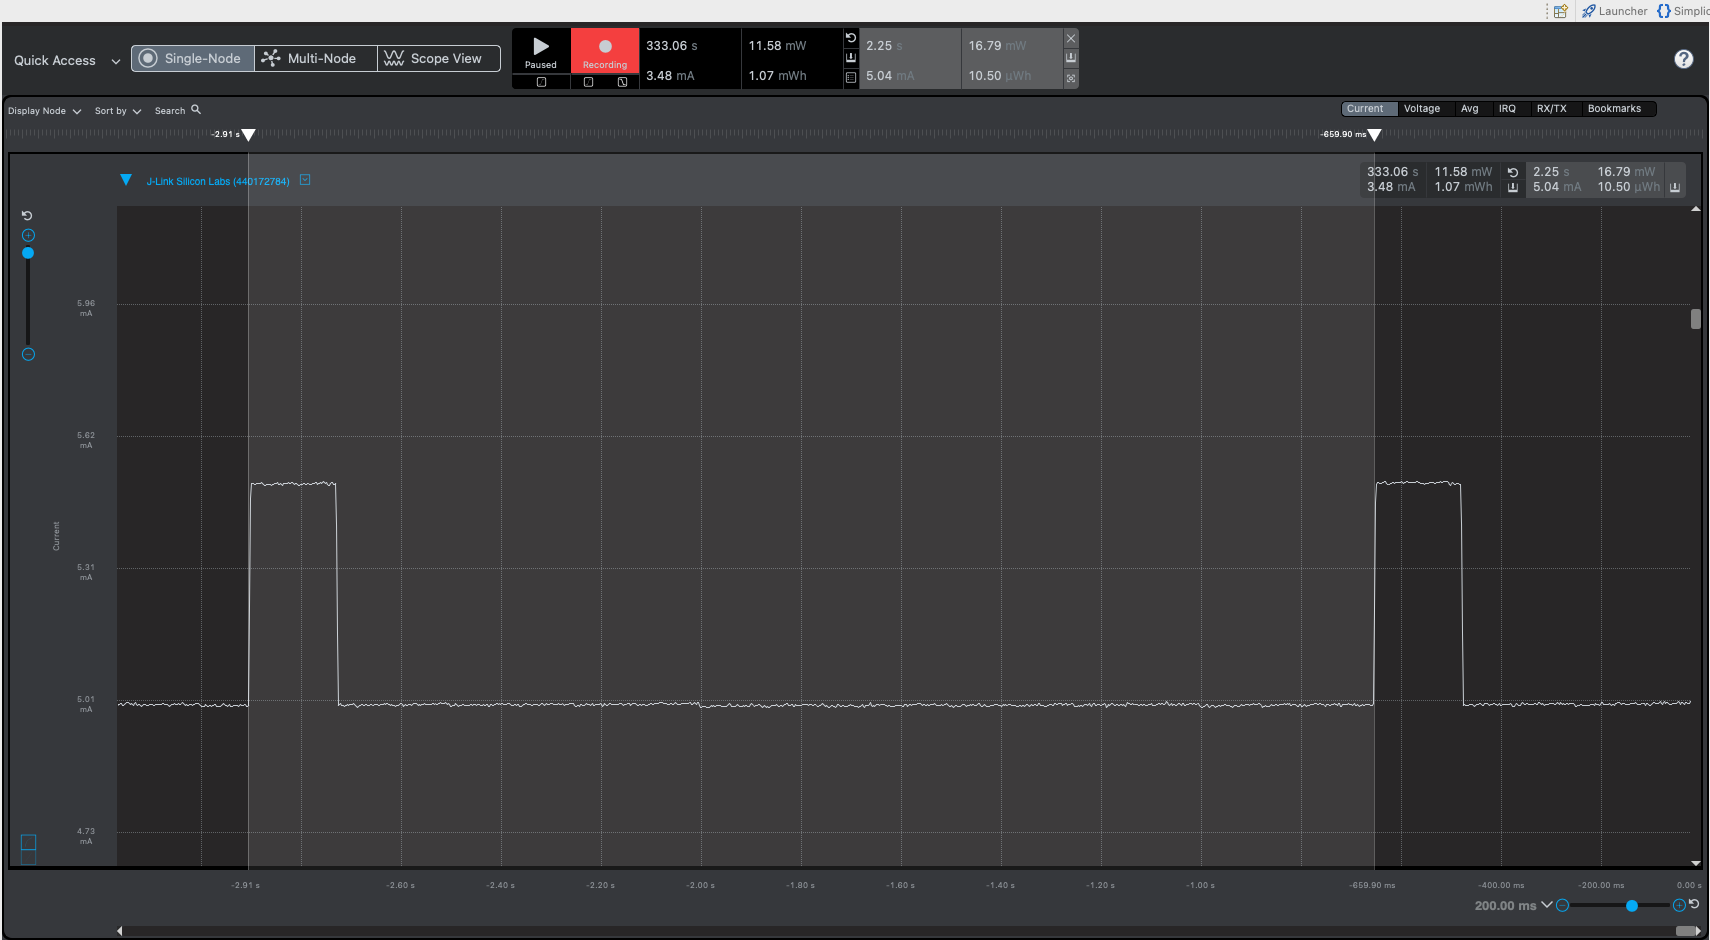 Launcher
Simplic
Quick Access
Single-Node
Multi-Node
Scope View
Paused
Recording
333.06 s
3.48 mA
11.58 mW
1.07 mWh
2.25 s
5.04 mA
16.79 mW
10.50 µWh
Display Node
Sort by
Search
Current
Voltage
Avg
IRQ
RX/TX
Bookmarks
-2.91 s
-659.90 ms
J-Link Silicon Labs (440172784)
333.06 s 11.58 mW 2.25 s 16.79 mW
3.48 mA 1.07 mWh 5.04 mA 10.50 µWh
5.96
mA
5.62
mA
Current
5.31
mA
5.01
mA
4.73
mA
-2.91 s
-2.60 s
-2.40 s
-2.20 s
-2.00 s
-1.80 s
-1.60 s
-1.40 s
-1.20 s
-1.00 s
-659.90 ms
-400.00 ms
-200.00 ms
0.00 s
200.00 ms